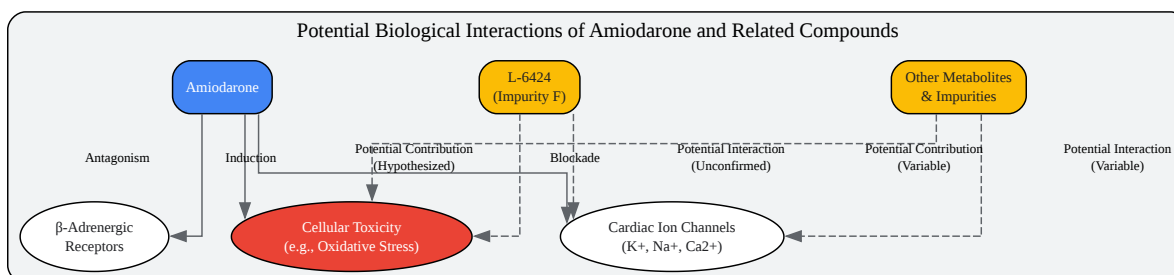 Potential Biological Interactions of Amiodarone and Related Compounds
Amiodarone
L-6424
(Impurity F)
Other Metabolites
& Impurities
Antagonism
Induction
Potential Contribution
(Hypothesized)
Blockade
Potential Interaction
(Unconfirmed)
Potential Contribution
(Variable)
Potential Interaction
(Variable)
β-Adrenergic
Receptors
Cellular Toxicity
(e.g., Oxidative Stress)
Cardiac Ion Channels
(K+, Na+, Ca2+)